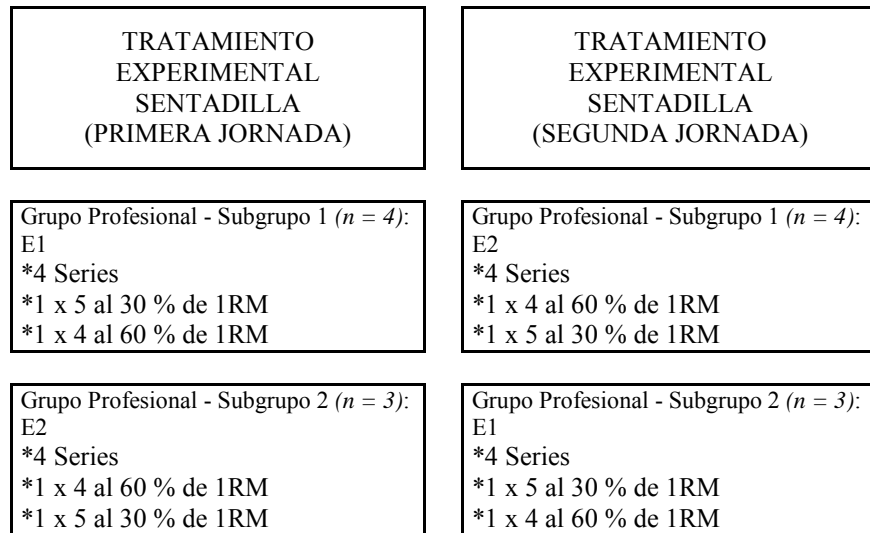 TRATAMIENTO
EXPERIMENTAL
SENTADILLA
(PRIMERA JORNADA)
TRATAMIENTO
EXPERIMENTAL
SENTADILLA
(SEGUNDA JORNADA)
Grupo Profesional - Subgrupo 1 (n = 4):
E1
*4 Series
*1 x 5 al 30 % de 1RM
*1 x 4 al 60 % de 1RM
Grupo Profesional - Subgrupo 1 (n = 4):
E2
*4 Series
*1 x 4 al 60 % de 1RM
*1 x 5 al 30 % de 1RM
Grupo Profesional - Subgrupo 2 (n = 3):
E2
*4 Series
*1 x 4 al 60 % de 1RM
*1 x 5 al 30 % de 1RM
Grupo Profesional - Subgrupo 2 (n = 3):
E1
*4 Series
*1 x 5 al 30 % de 1RM
*1 x 4 al 60 % de 1RM